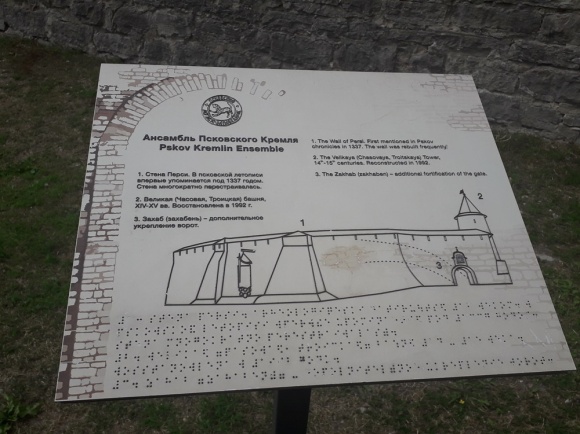 Ансамбль Псковского Кремля
Pskov Kremlin Ensemble
1. Стена Перси. В псковской летописи
впервые упоминается под 1337 годом.
Стена многократно перестраивалась.
2. Великая (Часовая, Троицкая) башня,
XIV-XV вв. Восстановлена в 1992 г.
3. Захаб (захабень) – дополнительное
укрепление ворот.
1. The Wall of Persi. First mentioned in Pskov
chronicles in 1337. The wall was rebuilt frequently.
2. The Velikaya (Chasovaya, Troitskaya) Tower,
14"-15" centuries. Reconstructed in 1992.
3. The Zakhab (zakhaben) – additional fortification of the gate.
1
2
3